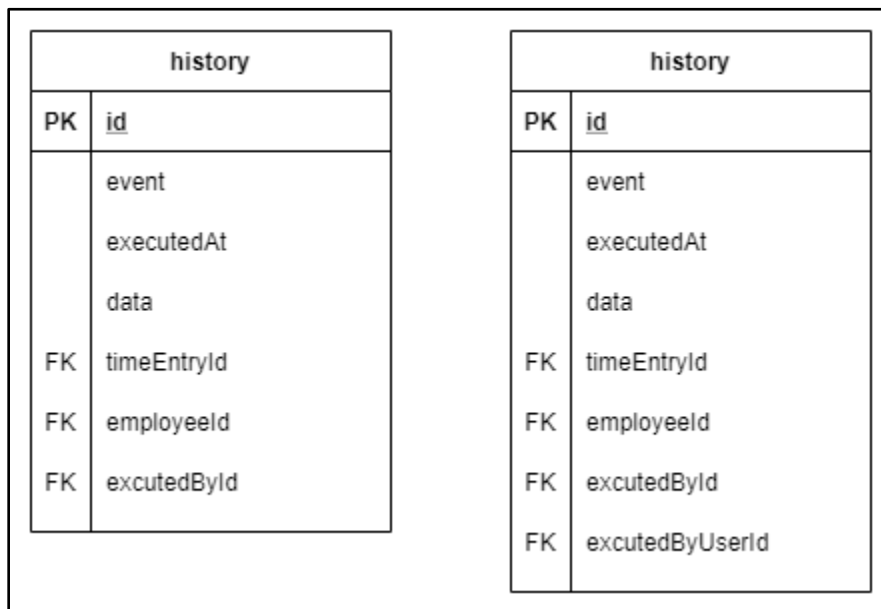 history
PK id
event
executedAt
data
FK timeEntryId
FK employeeId
FK excutedById
history
PK id
event
executedAt
data
FK timeEntryId
FK employeeId
FK excutedById
FK excutedByUserId